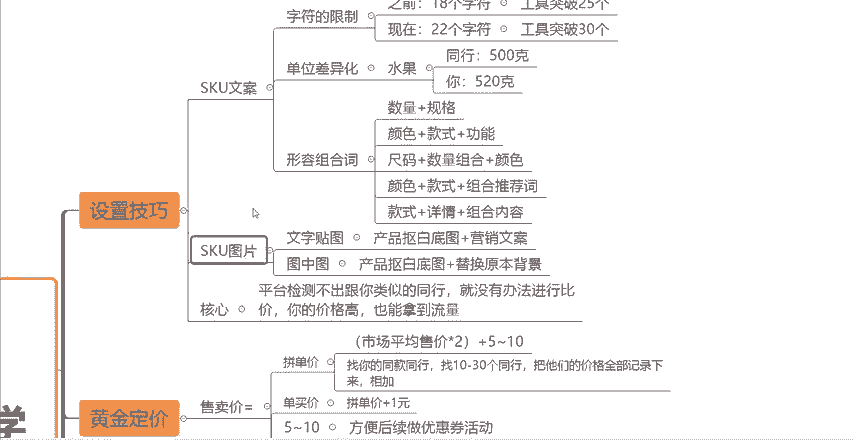 之前：18个字符 工具突破25个
字符的限制
现在：22个字符 工具突破30个
同行：500克
单位差异化 水果
你：520克
SKU文案
数量+规格
颜色+款式+功能
形容组合词
尺码+数量组合+颜色
颜色+款式+组合推荐词
款式+详情+组合内容
设置技巧
文字贴图 产品抠白底图+营销文案
SKU图片
图中图 产品抠白底图+替换原本背景
平台检测不出跟你类似的同行，就没有办法进行比
核心
价，你的价格高，也能拿到流量
（市场平均售价*2）+5~10
拼单价
找你的同款同行，找10-30个同行，把他们的价格全部记录下
来，相加
黄金定价
售卖价=
单买价 拼单价+1元
5~10 方便后续做优惠券活动
学